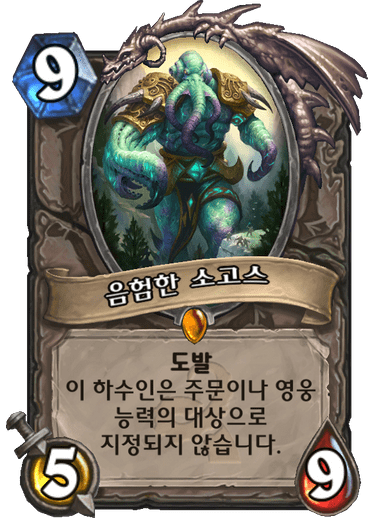 9
음험한 소고스
도발
이 하수인은 주문이나 영웅
능력의 대상으로
지정되지 않습니다.
5
9